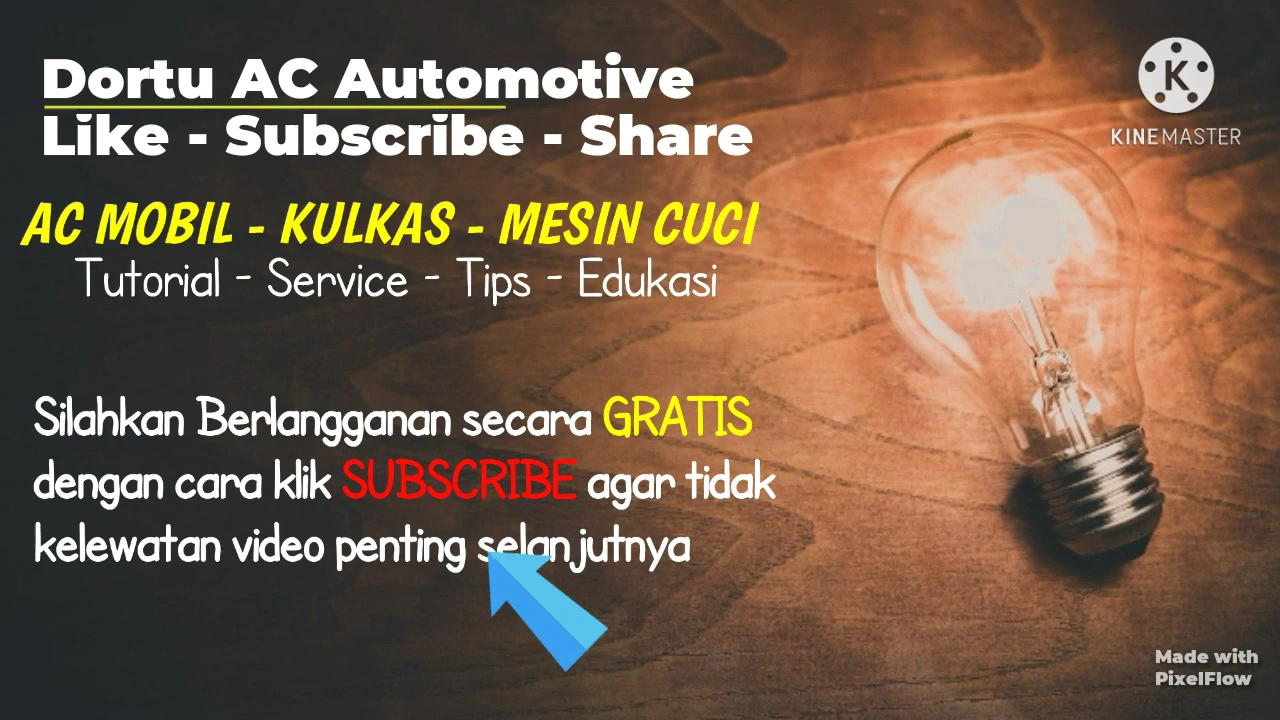 Dortu AC Automotive
Like - Subscribe - Share
AC MOBIL - KULKAS - MESIN CUCI
Tutorial - Service - Tips - Edukasi
Silahkan Berlangganan secara GRATIS
dengan cara klik SUBSCRIBE agar tidak
kelewatan video penting selanjutnya
K
KINEMASTER
Made with
PixelFlow